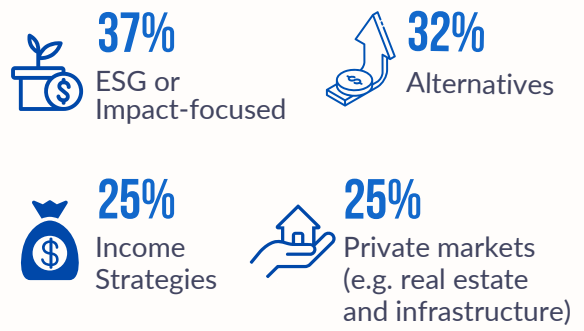 37%
ESG or
Impact-focused
32%
Alternatives
25%
Income
Strategies
25%
Private markets
(e.g. real estate
and infrastructure)